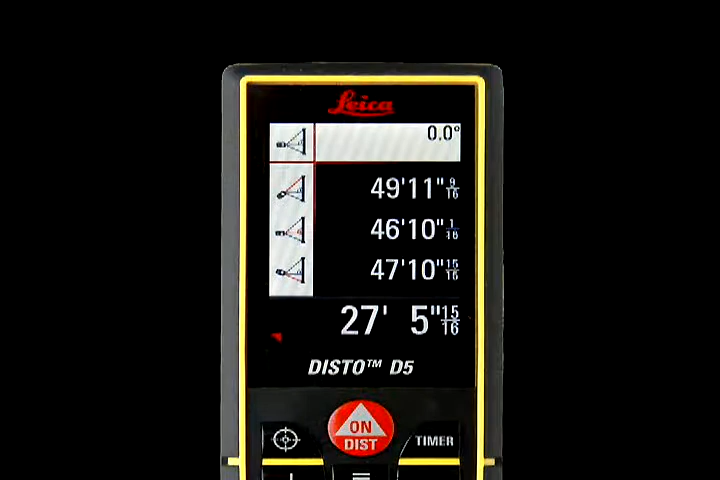 Leica
0.0°
49'11"9/16
46'10"1/16
47'10"15/16
27' 5"15/16
DISTO™ D5
ON
DIST
TIMER